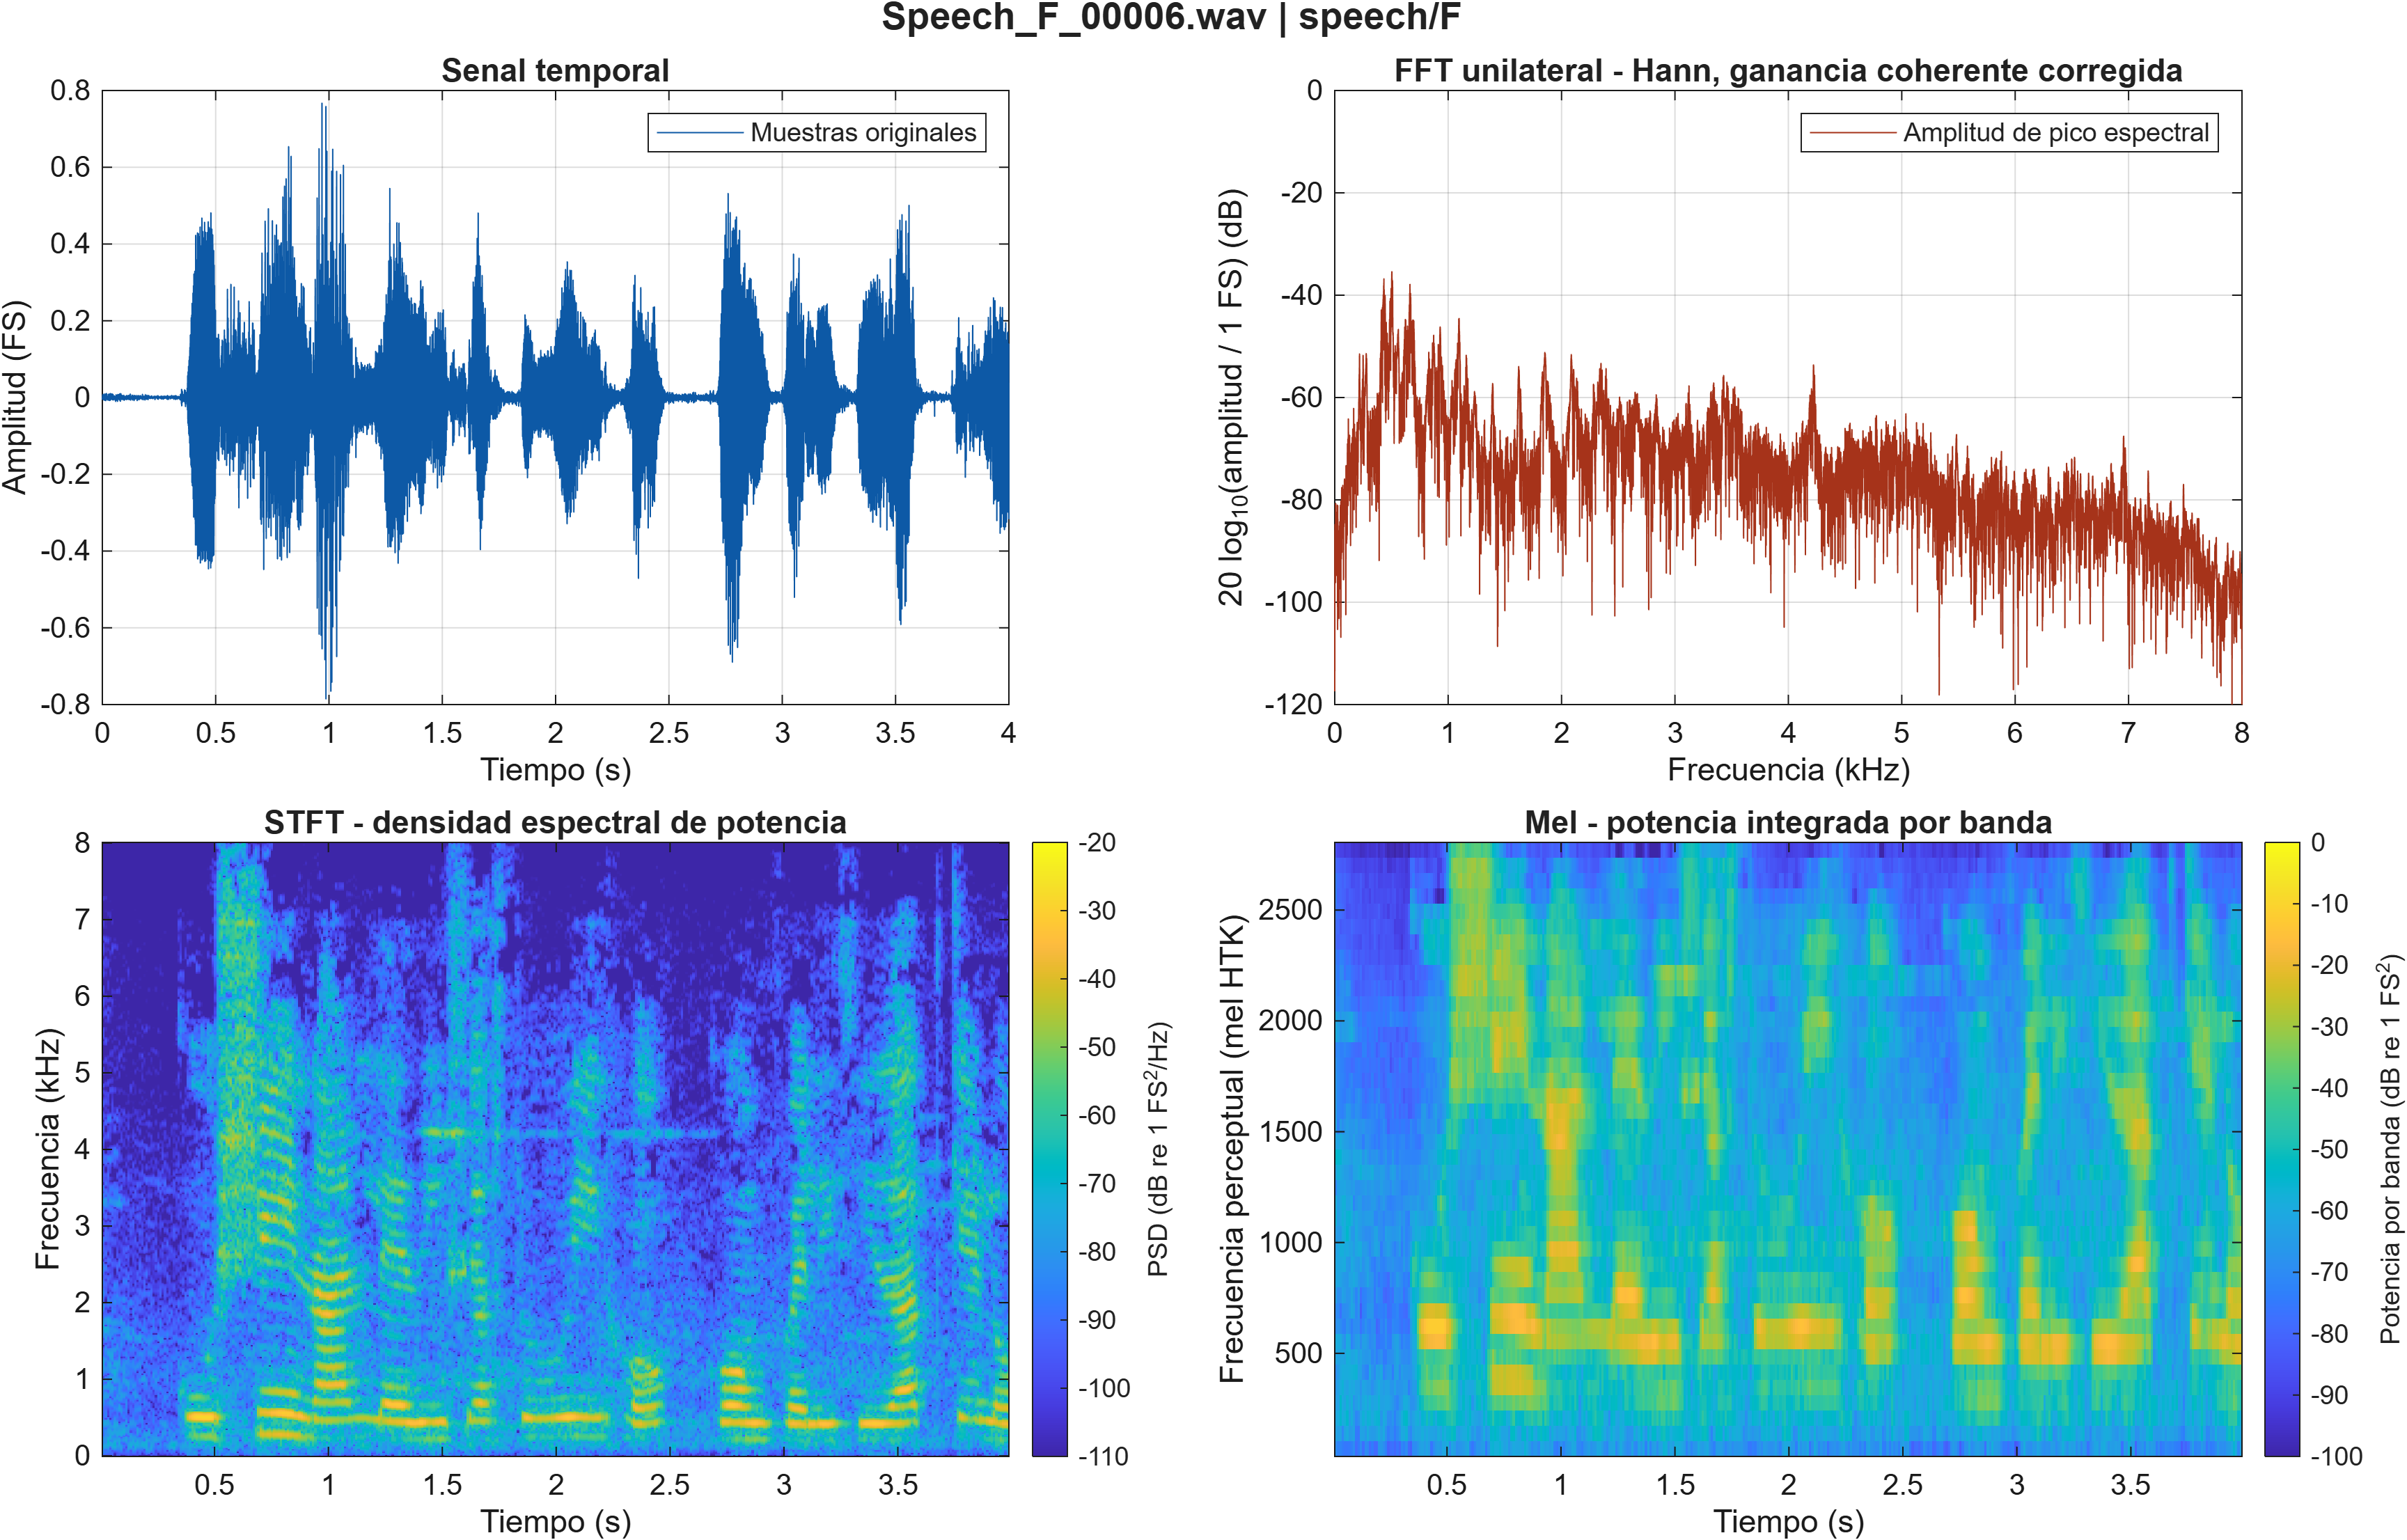 Speech_F_00006.wav | speech/F
Senal temporal
Muestras originales
Amplitud (FS)
0.8
0.6
0.4
0.2
0
-0.2
-0.4
-0.6
-0.8
0 0.5 1 1.5 2 2.5 3 3.5 4
Tiempo (s)
FFT unilateral - Hann, ganancia coherente corregida
Amplitud de pico espectral
20 log10(amplitud / 1 FS) (dB)
0
-20
-40
-60
-80
-100
-120
0 1 2 3 4 5 6 7 8
Frecuencia (kHz)
STFT - densidad espectral de potencia
Frecuencia (kHz)
8
7
6
5
4
3
2
1
0
0.5 1 1.5 2 2.5 3 3.5
Tiempo (s)
-20
-30
-40
-50
-60
-70
-80
-90
-100
-110
PSD (dB re 1 FS²/Hz)
Mel - potencia integrada por banda
Frecuencia perceptual (mel HTK)
2500
2000
1500
1000
500
0.5 1 1.5 2 2.5 3 3.5
Tiempo (s)
0
-10
-20
-30
-40
-50
-60
-70
-80
-90
-100
Potencia por banda (dB re 1 FS²)